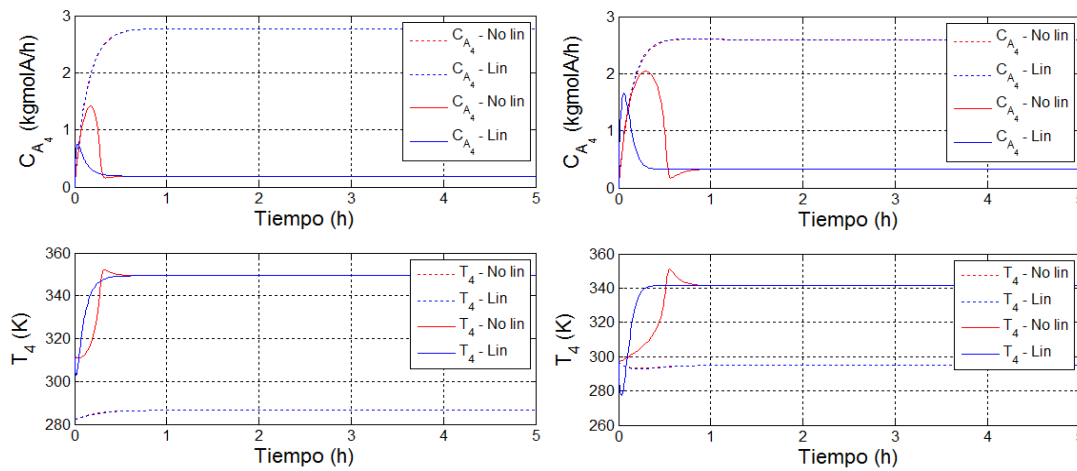 3
2
1
0
C_A4 (kgmolA/h)
C_A4 - No lin
C_A4 - Lin
C_A4 - No lin
C_A4 - Lin
0 1 2 3 4 5
Tiempo (h)
3
2
1
0
C_A4 (kgmolA/h)
C_A4 - No lin
C_A4 - Lin
C_A4 - No lin
C_A4 - Lin
0 1 2 3 4 5
Tiempo (h)
360
340
320
300
280
T_4 (K)
T_4 - No lin
T_4 - Lin
T_4 - No lin
T_4 - Lin
0 1 2 3 4 5
Tiempo (h)
360
340
320
300
280
260
T_4 (K)
T_4 - No lin
T_4 - Lin
T_4 - No lin
T_4 - Lin
0 1 2 3 4 5
Tiempo (h)